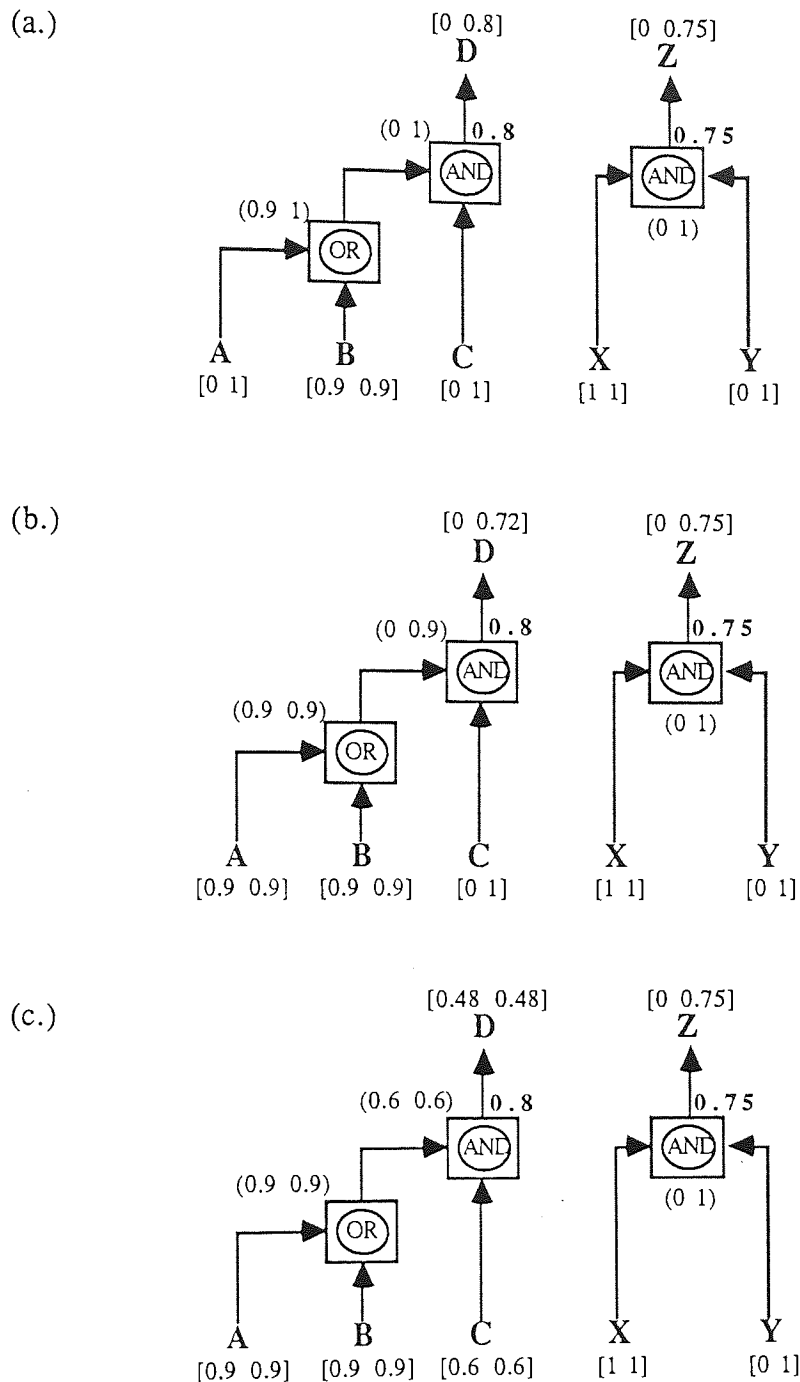 (a.)
[0 0.8]
[0 0.75]
D
Z
(0 1)
0.8
0.75
AND
AND
(0.9 1)
(0 1)
OR
A
B
C
X
Y
[0 1]
[0.9 0.9]
[0 1]
[1 1]
[0 1]
(b.)
[0 0.72]
[0 0.75]
D
Z
(0 0.9)
0.8
0.75
AND
AND
(0.9 0.9)
(0 1)
OR
A
B
C
X
Y
[0.9 0.9]
[0.9 0.9]
[0 1]
[1 1]
[0 1]
(c.)
[0.48 0.48]
[0 0.75]
D
Z
(0.6 0.6)
0.8
0.75
AND
AND
(0.9 0.9)
(0 1)
OR
A
B
C
X
Y
[0.9 0.9]
[0.9 0.9]
[0.6 0.6]
[1 1]
[0 1]